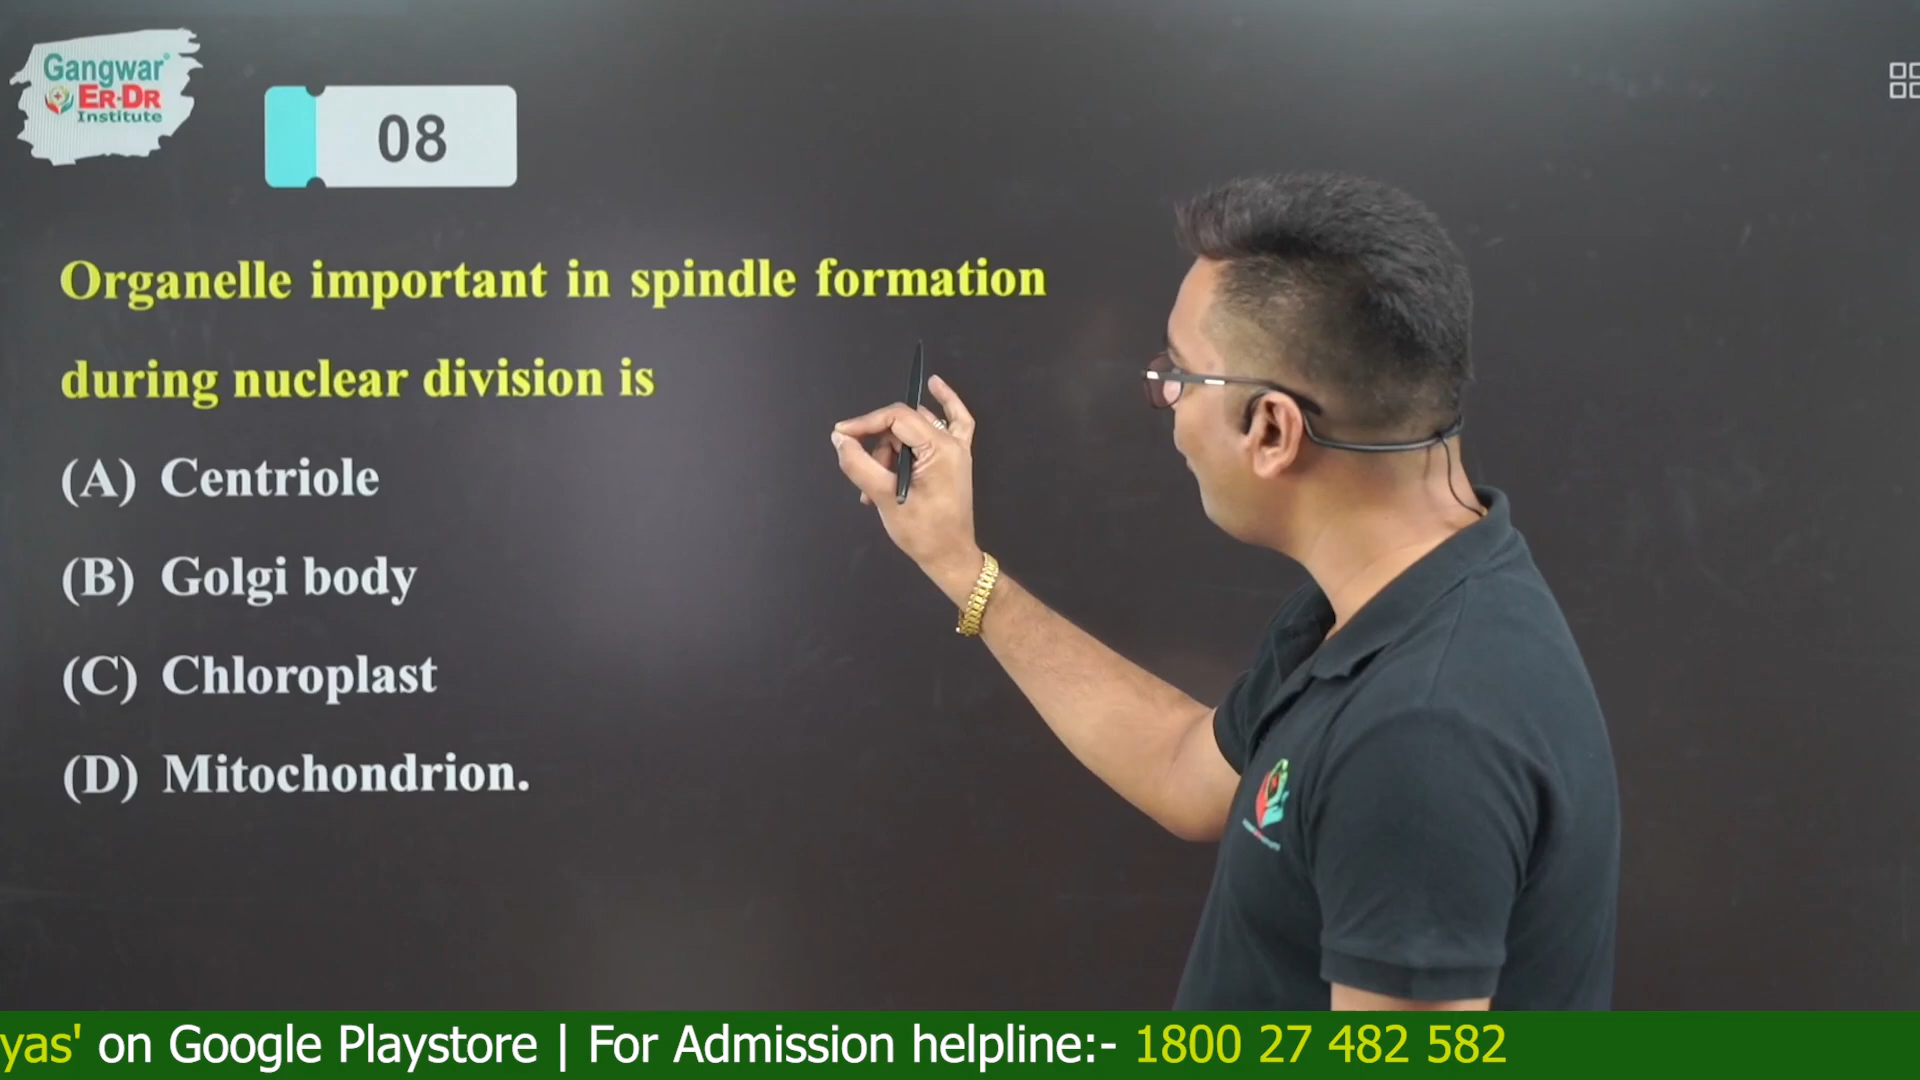 Gangwar
ER-DR
Institute
08
Organelle important in spindle formation
during nuclear division is
(A) Centriole
(B) Golgi body
(C) Chloroplast
(D) Mitochondrion.
yas' on Google Playstore | For Admission helpline:- 1800 27 482 582